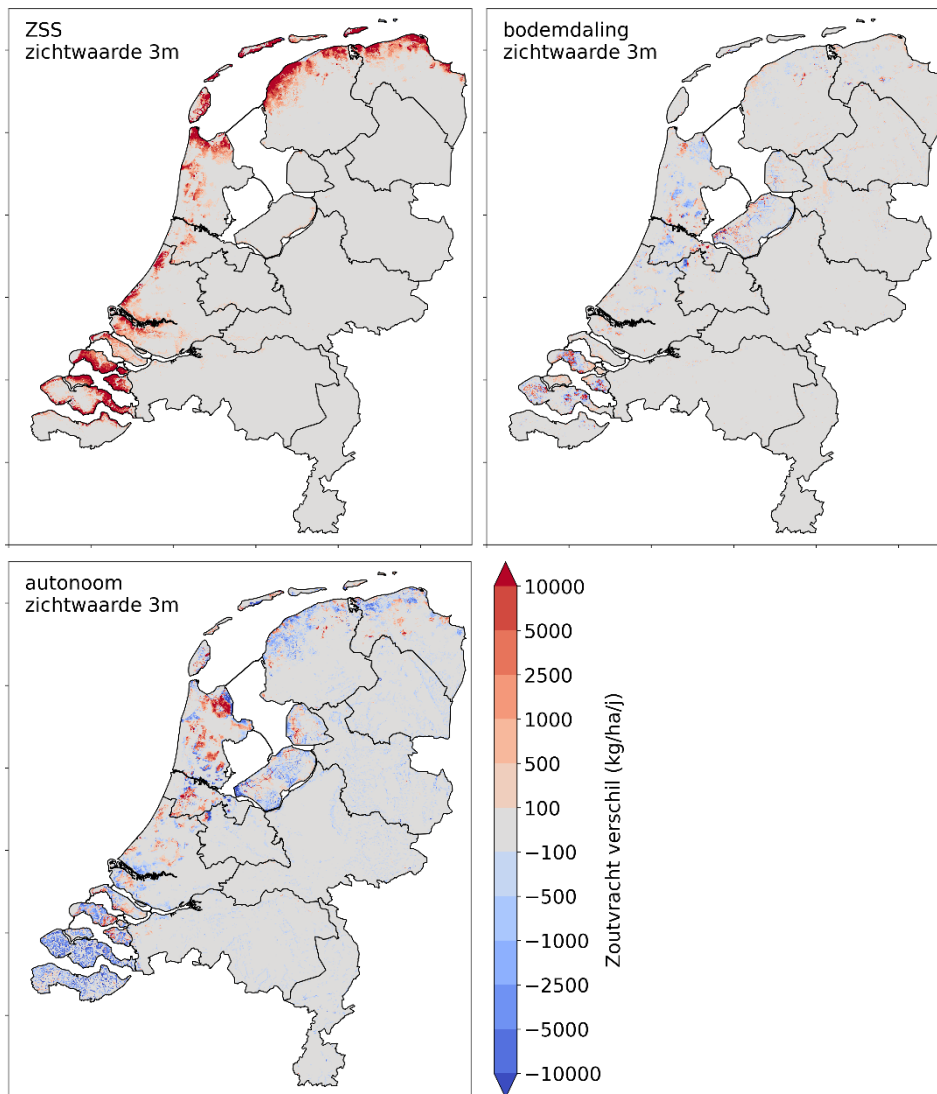 ZSS
zichtwaarde 3m
bodemdaling
zichtwaarde 3m
autonoom
zichtwaarde 3m
10000
5000
2500
1000
500
100
−100
−500
−1000
−2500
−5000
−10000
Zoutvracht verschil (kg/ha/j)